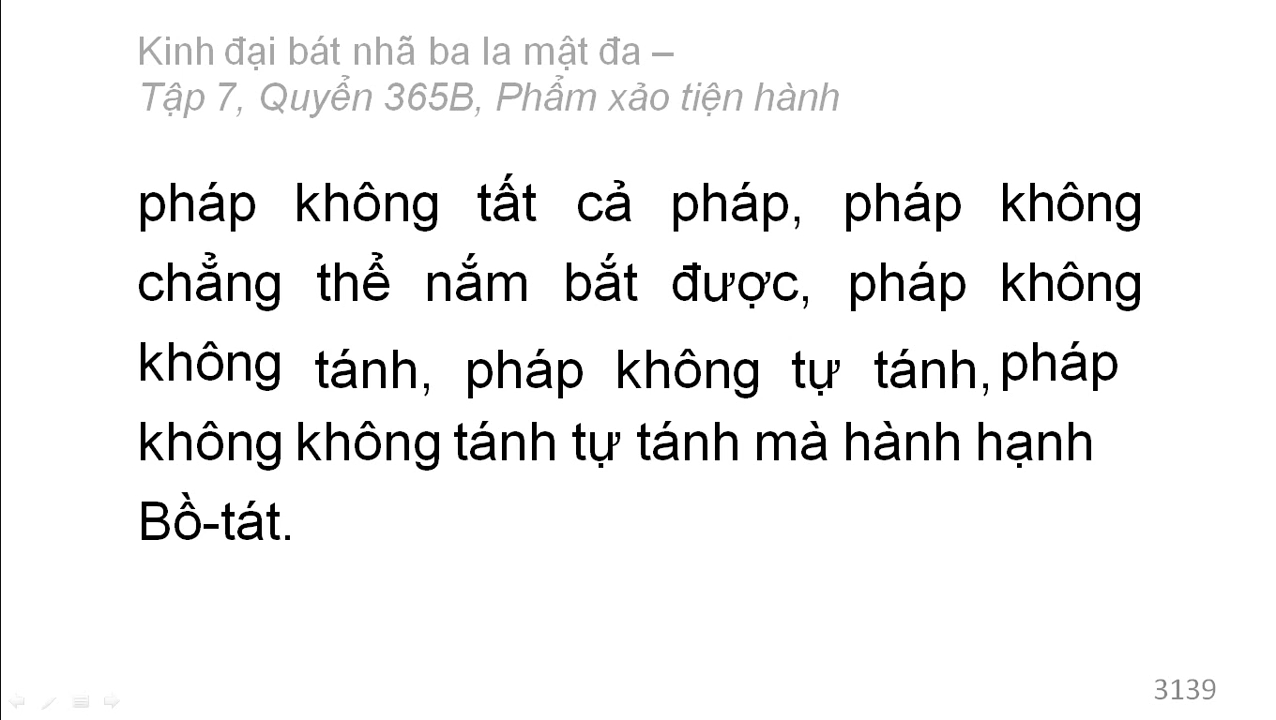 Kinh đại bát nhã ba la mật đa –
Tập 7, Quyển 365B, Phẩm xảo tiện hành
pháp không tất cả pháp, pháp không
chẳng thể nắm bắt được, pháp không
không tánh, pháp không tự tánh, pháp
không không tánh tự tánh mà hành hạnh
Bồ-tát.
3139